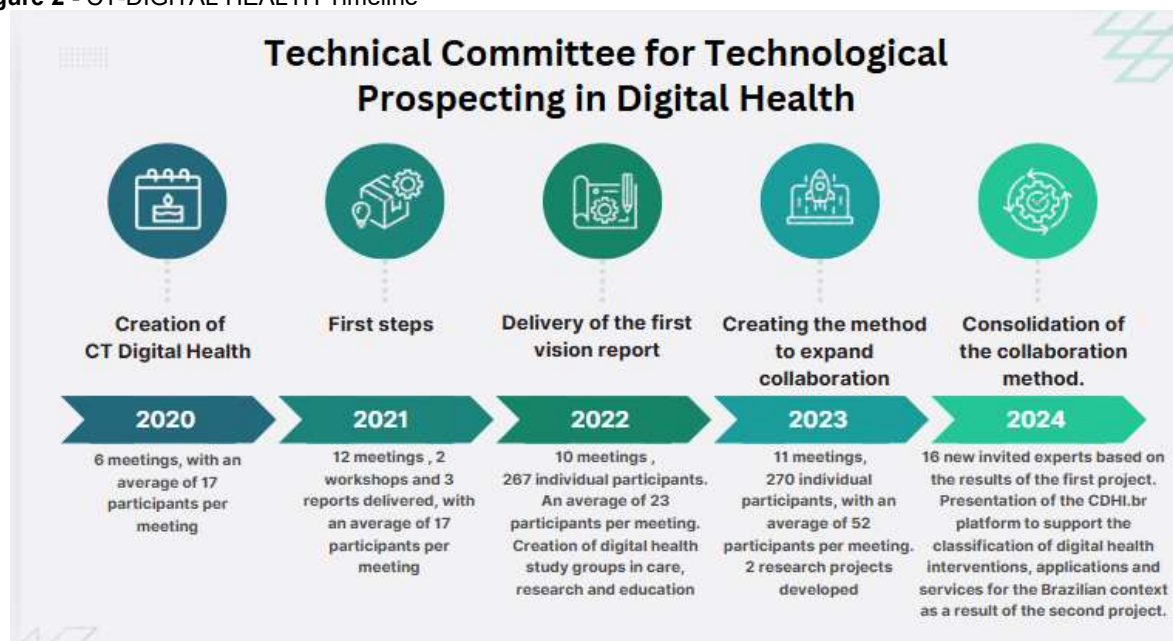 gure 2 - CT-DIGITAL HEALTH Timeline
Technical Committee for Technological
Prospecting in Digital Health
Creation of
CT Digital Health
First steps
Delivery of the first
vision report
Creating the method
to expand
collaboration
Consolidation of
the collaboration
method.
2020
2021
2022
2023
2024
6 meetings, with an
average of 17
participants per
meeting
12 meetings , 2
workshops and 3
reports delivered, with
an average of 17
participants per
meeting
10 meetings ,
267 individual participants.
An average of 23
participants per meeting.
Creation of digital health
study groups in care,
research and education
11 meetings,
270 individual
participants, with an
average of 52
participants per meeting.
2 research projects
developed
16 new invited experts based on
the results of the first project.
Presentation of the CDHI.br
platform to support the
classification of digital health
interventions, applications and
services for the Brazilian context
as a result of the second project.